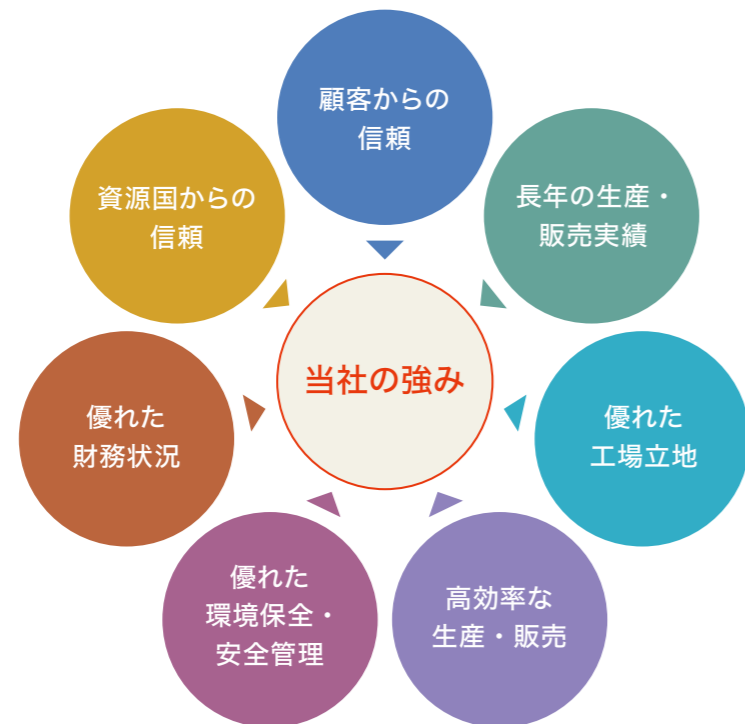 顧客からの
信頼
長年の生産・
販売実績
優れた
工場立地
高効率な
生産・販売
優れた
環境保全・
安全管理
優れた
財務状況
資源国からの
信頼
当社の強み